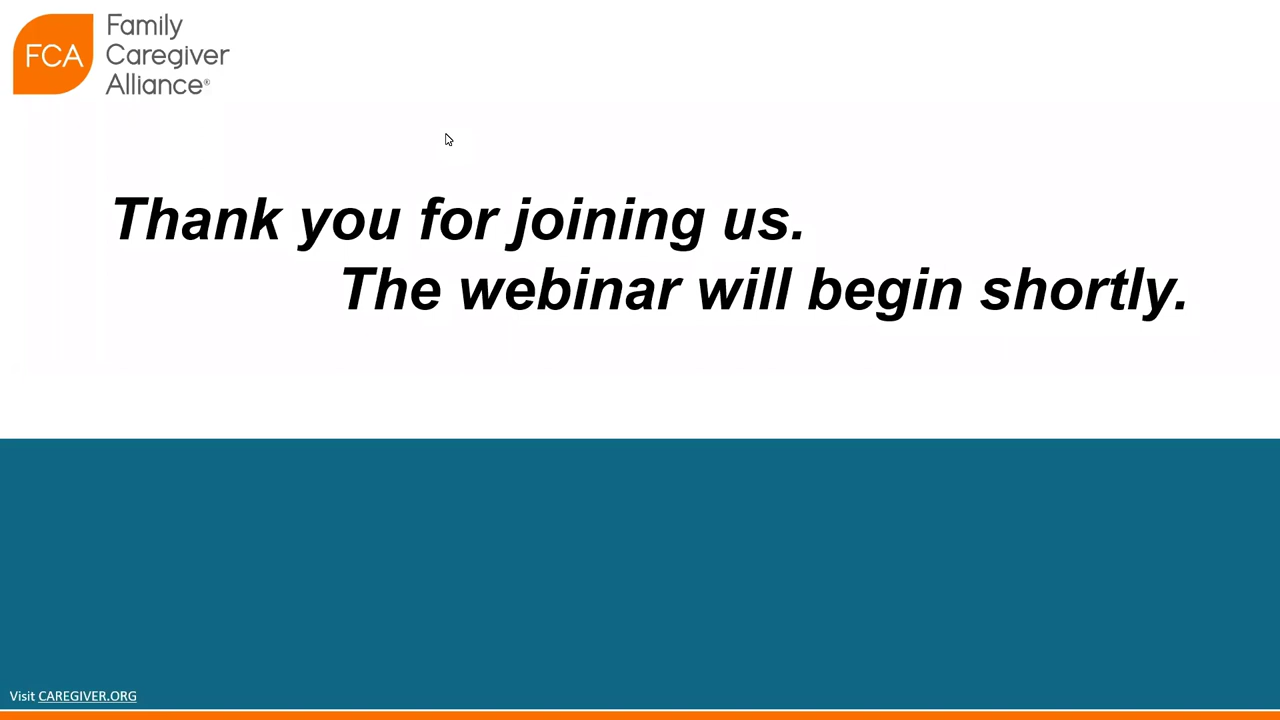 FCA
Family
Caregiver
Alliance®
Thank you for joining us.
The webinar will begin shortly.
Visit CAREGIVER.ORG